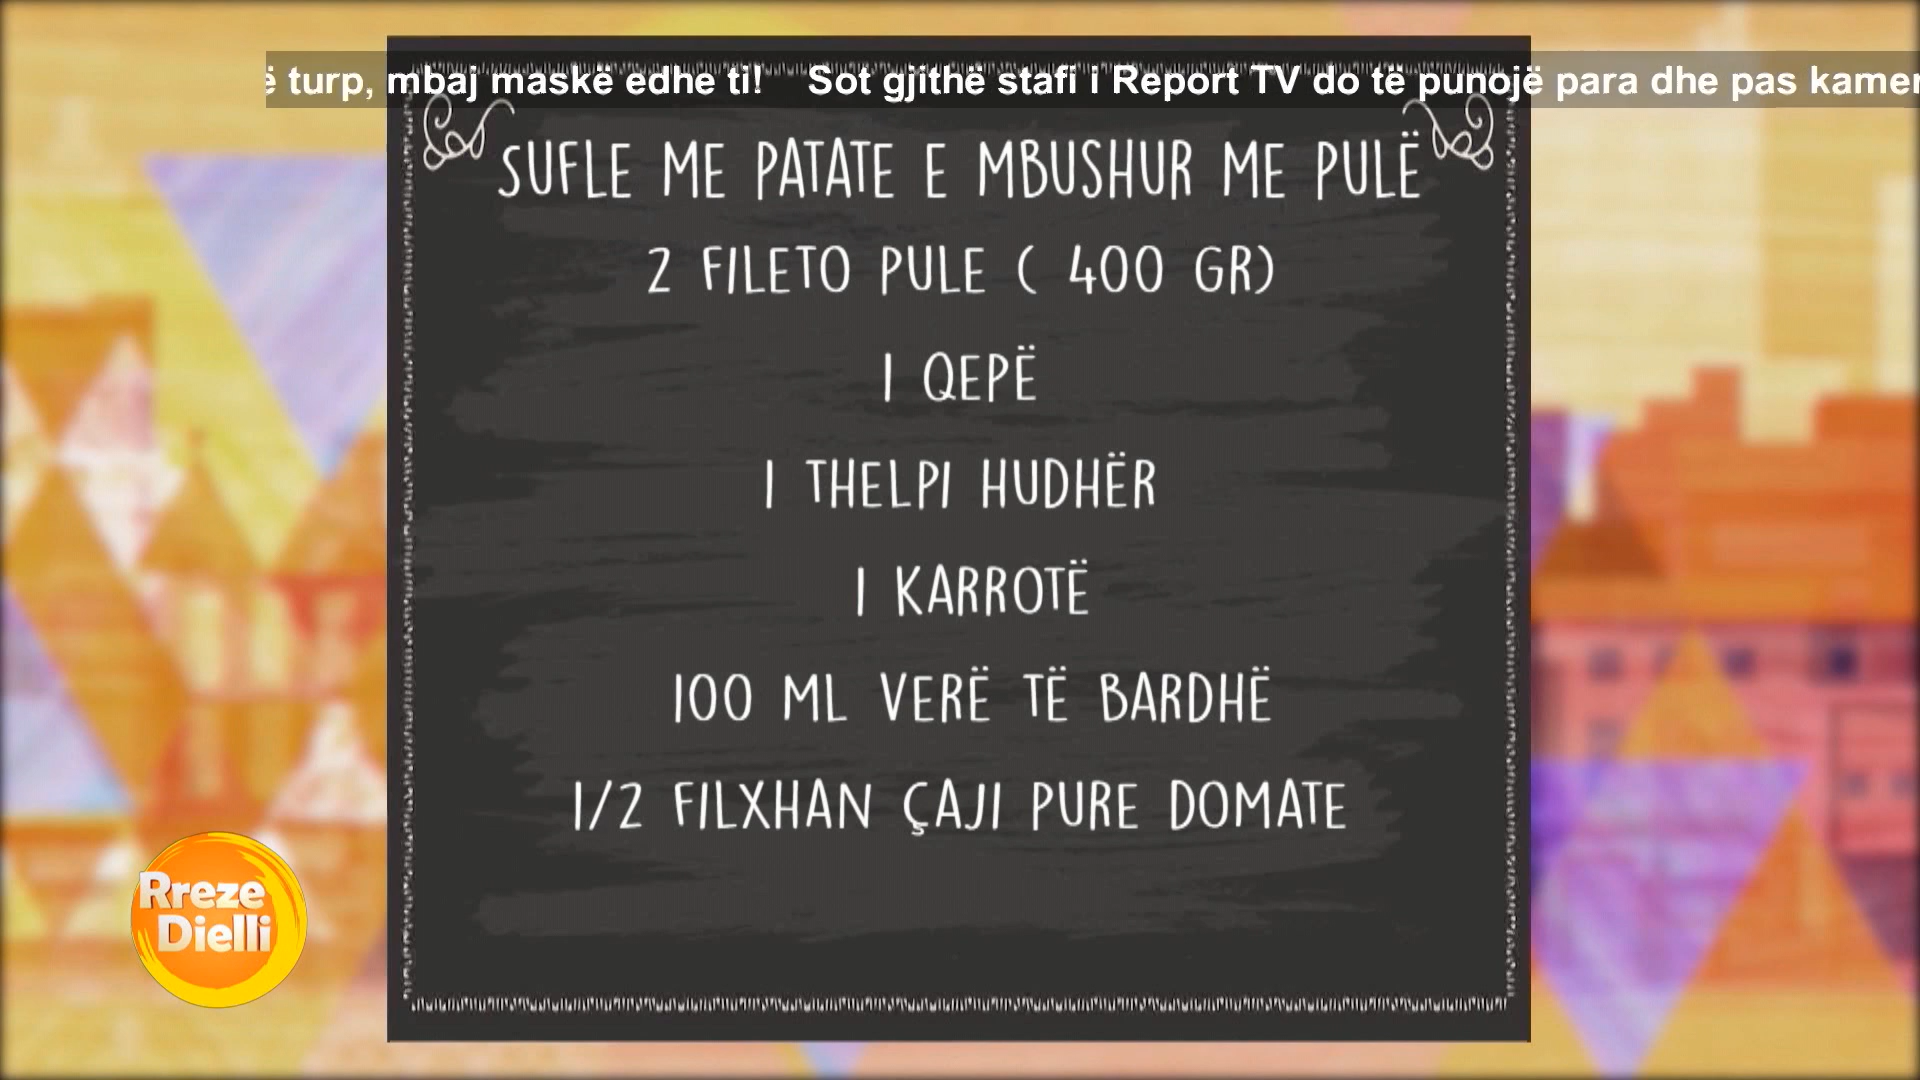 turp, mbaj maskë edhe ti! Sot gjithë stafi i Report TV do të punojë para dhe pas
SUFLE ME PATATE E MBUSHUR ME PULË
2 FILETO PULE ( 400 GR)
1 QEPË
1 THELPI HUDHËR
1 KARROTË
100 ML VERË TË BARDHË
1/2 FILXHAN ÇAJI PURE DOMATE
Rreze
Dielli